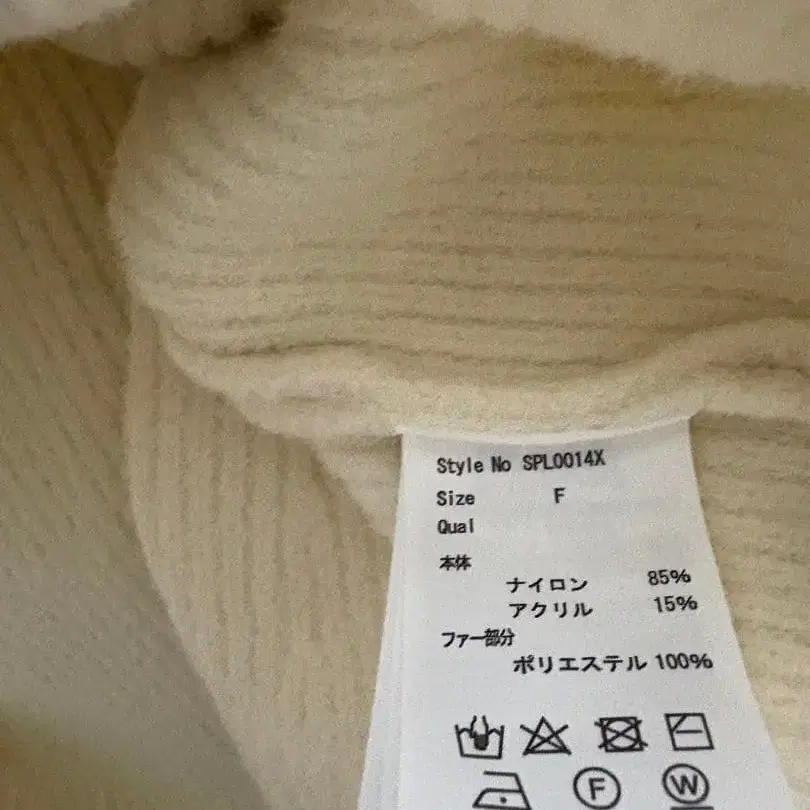 Style No SPL0014X
Size F
Qual
本体
ナイロン 85%
アクリル 15%
ファー部分
ポリエステル 100%
F W